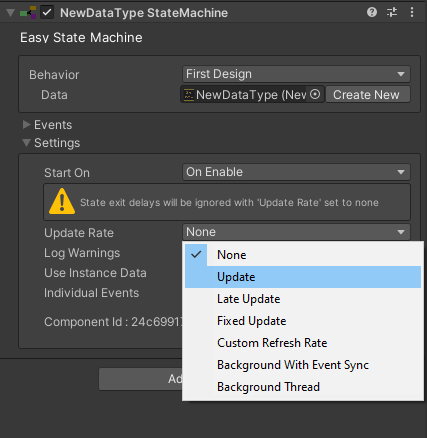 NewDataType StateMachine
Easy State Machine
Behavior First Design
Data NewDataType (New Create New
Events
Settings
Start On On Enable
State exit delays will be ignored with 'Update Rate' set to none
Update Rate None
Log Warnings None
Use Instance Data Update
Individual Events Late Update
Fixed Update
Component Id : 24c69917
Custom Refresh Rate
Background With Event Sync
Ad
Background Thread